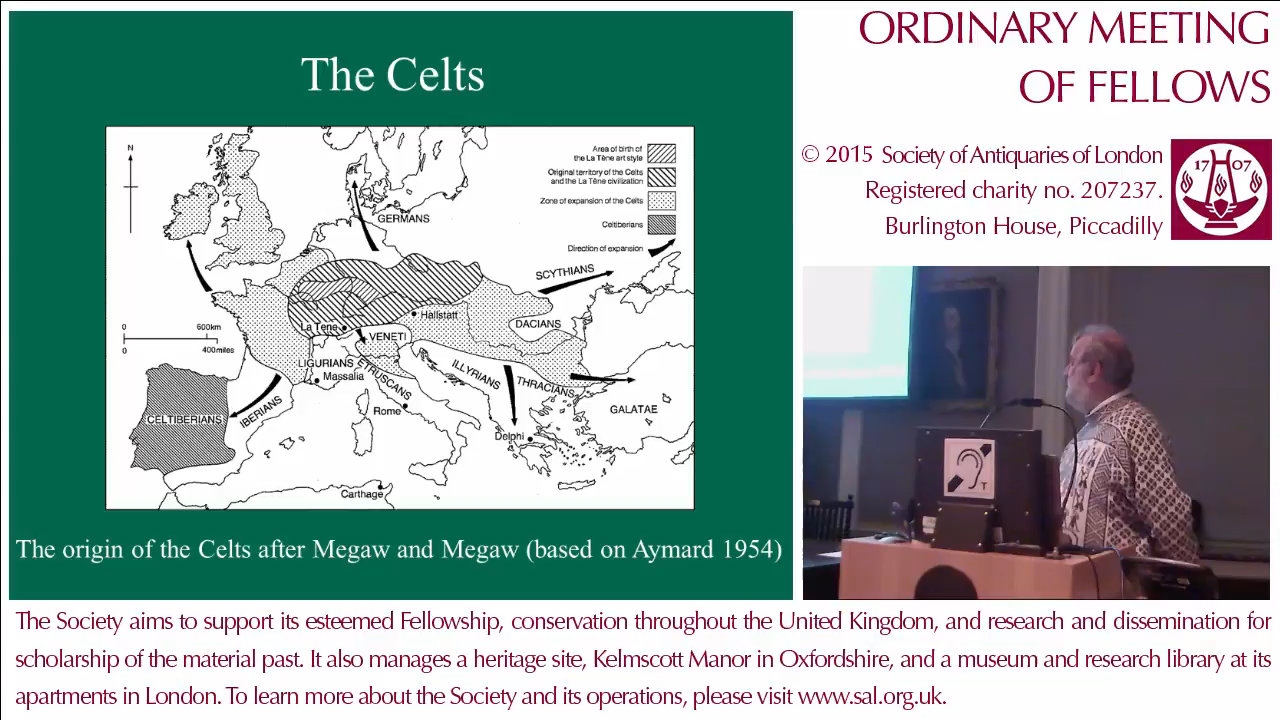 The Celts
N
Area of birth of
the La Tène art style
Original territory of the Celts
and the La Tène civilization
Zone of expansion of the Celts
Celtiberians
Direction of expansion
GERMANS
SCYTHIANS
Hallstatt
La Tène
DACIANS
VENETI
0 600km
0 400miles
LIGURIANS
Massalia
ETRUSCANS
ILLYRIANS
THRACIANS
CELTIBERIANS
IBERIANS
Rome
GALATAE
Delphi
Carthage
The origin of the Celts after Megaw and Megaw (based on Aymard 1954)
ORDINARY MEETING
OF FELLOWS
© 2015 Society of Antiquaries of London
Registered charity no. 207237.
Burlington House, Piccadilly
17 07
T
The Society aims to support its esteemed Fellowship, conservation throughout the United Kingdom, and research and dissemination for
scholarship of the material past. It also manages a heritage site, Kelmscott Manor in Oxfordshire, and a museum and research library at its
apartments in London. To learn more about the Society and its operations, please visit www.sal.org.uk.